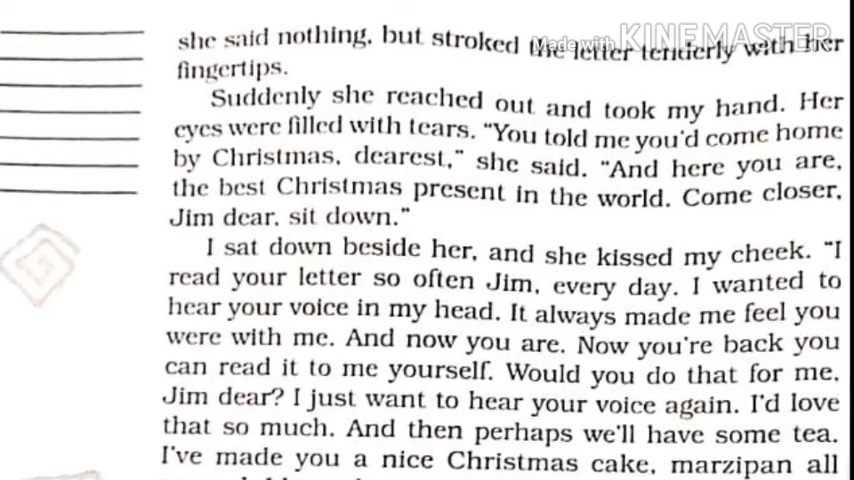 Made with KINEMASTER
she said nothing, but stroked the letter tenderly with her
fingertips.
Suddenly she reached out and took my hand. Her
eyes were filled with tears. "You told me you'd come home
by Christmas, dearest," she said. "And here you are,
the best Christmas present in the world. Come closer,
Jim dear, sit down."
I sat down beside her, and she kissed my cheek. "I
read your letter so often Jim, every day. I wanted to
hear your voice in my head. It always made me feel you
were with me. And now you are. Now you're back you
can read it to me yourself. Would you do that for me,
Jim dear? I just want to hear your voice again. I'd love
that so much. And then perhaps we'll have some tea.
I've made you a nice Christmas cake, marzipan all